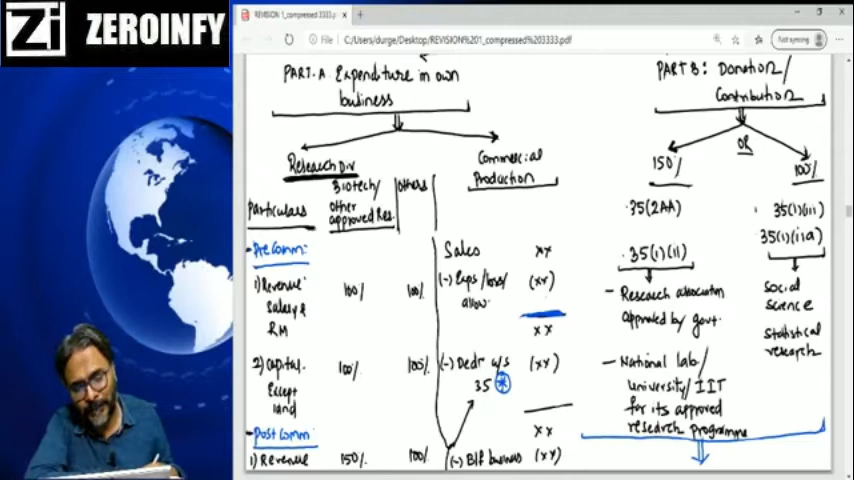 Zi ZEROINFY
REVISION 1_compressed 3333.p
File | C:/Users/durge/Desktop/REVISION%201_compressed%203333.pdf
Not syncing
PART-A Expenditure in own
business
Research Div
Commercial
Production
Particulars
Biotech/
Other
approved Res.
Others
Pre Comm:
1) Revenue
Salary &
RM
100%
100%
2) Capital
Except
land
100%
100%
Post Comm:
1) Revenue
150%
100%
Sales
xx
(-) Exps/loss/
allow.
(xx)
xx
(-) Dedn u/s
35 *
(xx)
xx
(-) B/f business
(xx)
PART B: Donation/
Contribution
OR
150%
100%
35(2AA)
35(1)(ii)
35(1)(iii)
35(1)(iia)
- Research association
approved by govt.
- National lab/
university/IIT
for its approved
research programme
Social
science
statistical
research